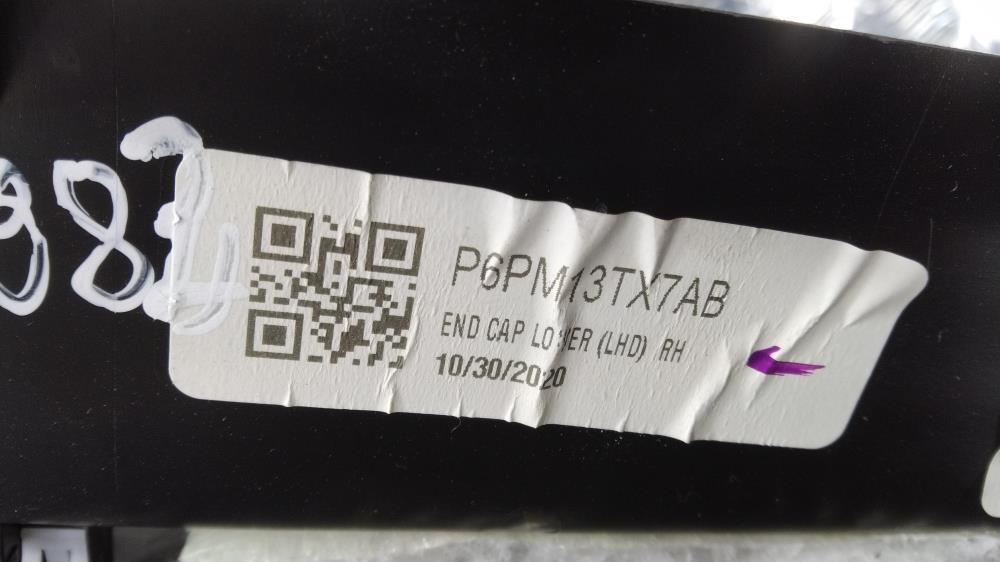 P6PM13TX7AB
END CAP LOWER (LHD) RH
10/30/2020